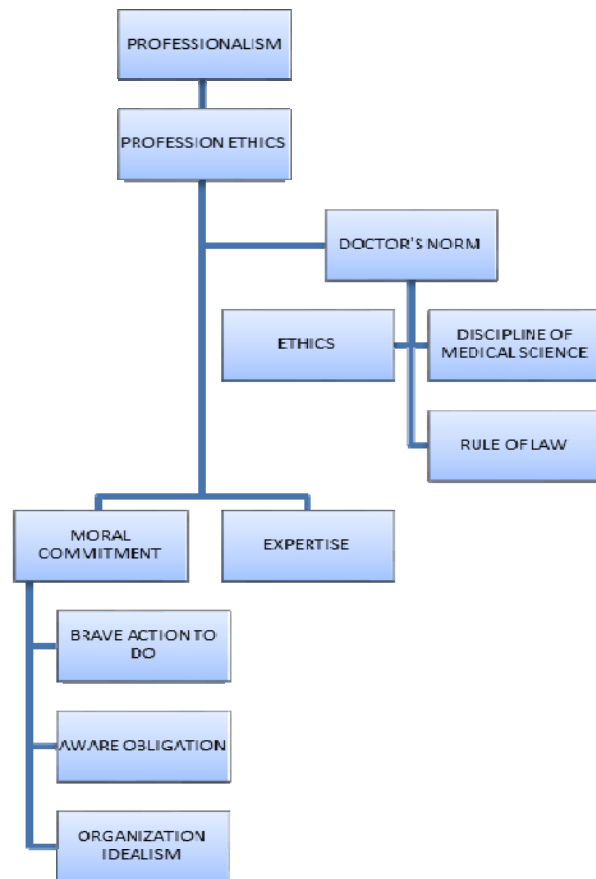 PROFESSIONALISM
PROFESSION ETHICS
DOCTOR'S NORM
ETHICS
DISCIPLINE OF
MEDICAL SCIENCE
RULE OF LAW
MORAL
COMMITMENT
EXPERTISE
BRAVE ACTION TO
DO
AWARE OBLIGATION
ORGANIZATION
IDEALISM